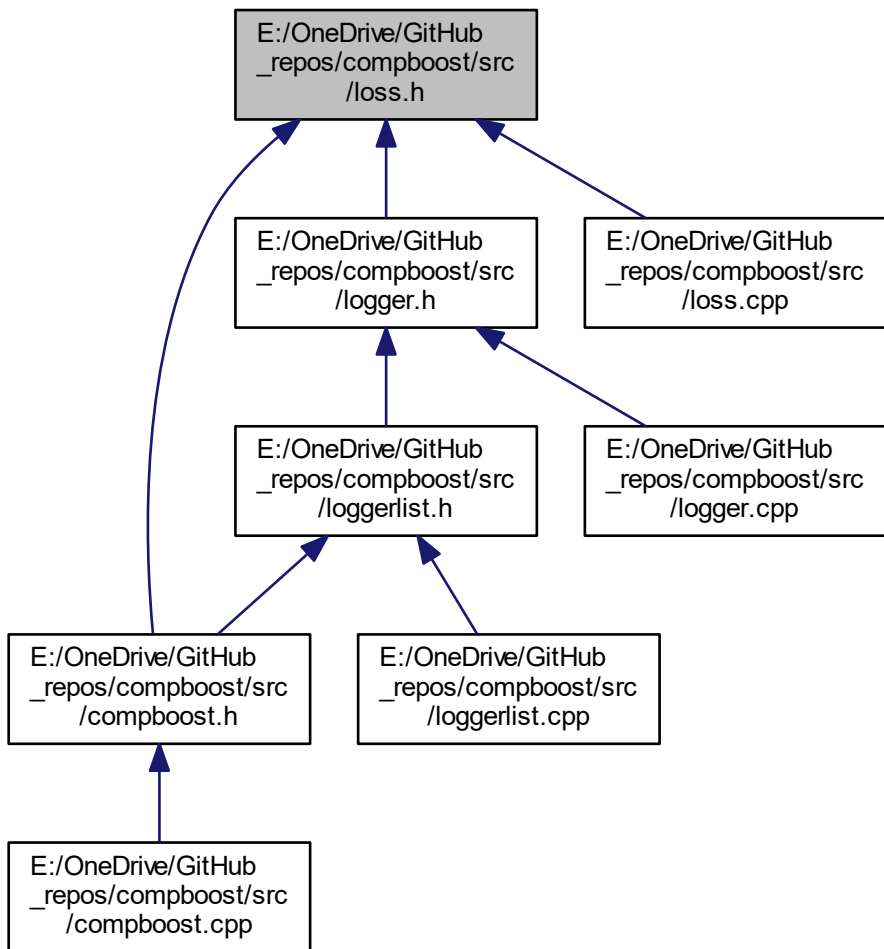 E:/OneDrive/GitHub
_repos/compboost/src
/loss.h
E:/OneDrive/GitHub
_repos/compboost/src
/logger.h
E:/OneDrive/GitHub
_repos/compboost/src
/loss.cpp
E:/OneDrive/GitHub
_repos/compboost/src
/loggerlist.h
E:/OneDrive/GitHub
_repos/compboost/src
/logger.cpp
E:/OneDrive/GitHub
_repos/compboost/src
/compboost.h
E:/OneDrive/GitHub
_repos/compboost/src
/loggerlist.cpp
E:/OneDrive/GitHub
_repos/compboost/src
/compboost.cpp